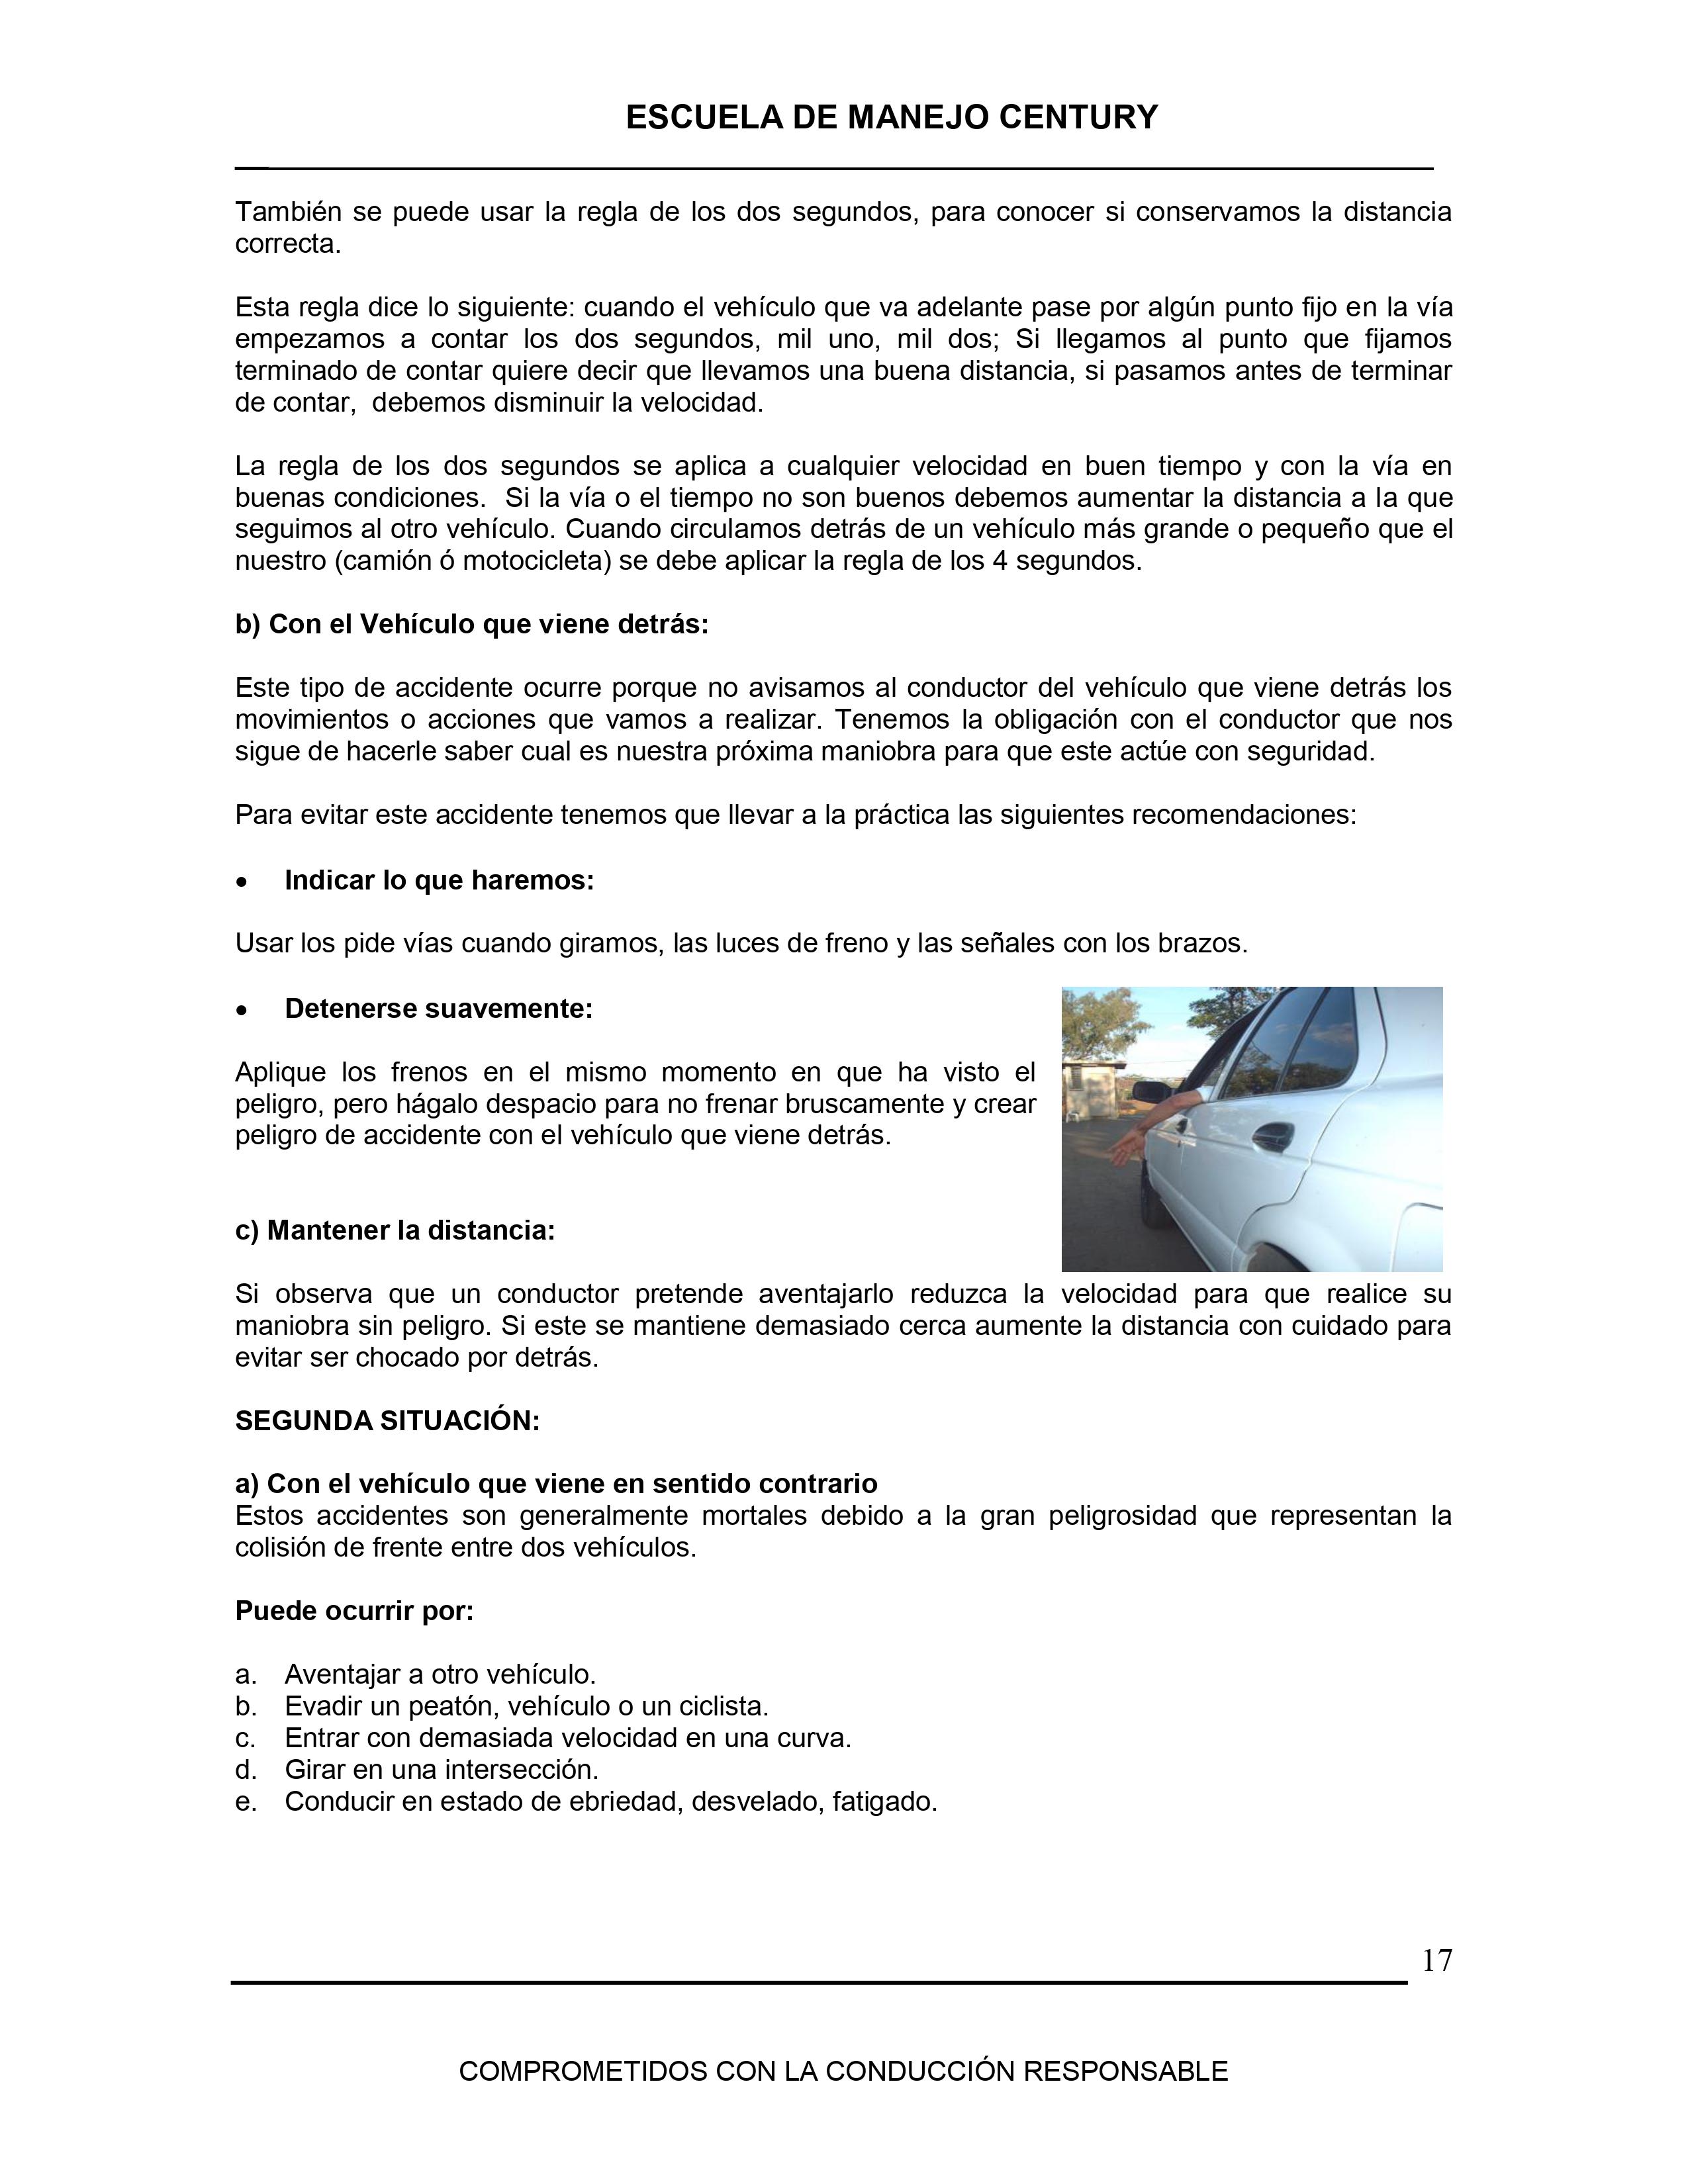 ESCUELA DE MANEJO CENTURY
También se puede usar la regla de los dos segundos, para conocer si conservamos la distancia
correcta.
Esta regla dice lo siguiente: cuando el vehículo que va adelante pase por algún punto fijo en la vía
empezamos a contar los dos segundos, mil uno, mil dos; Si llegamos al punto que fijamos
terminado de contar quiere decir que llevamos una buena distancia, si pasamos antes de terminar
de contar,  debemos disminuir la velocidad.
La regla de los dos segundos se aplica a cualquier velocidad en buen tiempo y con la vía en
buenas condiciones.  Si la vía o el tiempo no son buenos debemos aumentar la distancia a la que
seguimos al otro vehículo. Cuando circulamos detrás de un vehículo más grande o pequeño que el
nuestro (camión ó motocicleta) se debe aplicar la regla de los 4 segundos.
b) Con el Vehículo que viene detrás:
Este tipo de accidente ocurre porque no avisamos al conductor del vehículo que viene detrás los
movimientos o acciones que vamos a realizar. Tenemos la obligación con el conductor que nos
sigue de hacerle saber cual es nuestra próxima maniobra para que este actúe con seguridad.
Para evitar este accidente tenemos que llevar a la práctica las siguientes recomendaciones:
• Indicar lo que haremos:
Usar los pide vías cuando giramos, las luces de freno y las señales con los brazos.
• Detenerse suavemente:
Aplique los frenos en el mismo momento en que ha visto el
peligro, pero hágalo despacio para no frenar bruscamente y crear
peligro de accidente con el vehículo que viene detrás.
c) Mantener la distancia:
Si observa que un conductor pretende aventajarlo reduzca la velocidad para que realice su
maniobra sin peligro. Si este se mantiene demasiado cerca aumente la distancia con cuidado para
evitar ser chocado por detrás.
SEGUNDA SITUACIÓN:
a) Con el vehículo que viene en sentido contrario
Estos accidentes son generalmente mortales debido a la gran peligrosidad que representan la
colisión de frente entre dos vehículos.
Puede ocurrir por:
a. Aventajar a otro vehículo.
b. Evadir un peatón, vehículo o un ciclista.
c. Entrar con demasiada velocidad en una curva.
d. Girar en una intersección.
e. Conducir en estado de ebriedad, desvelado, fatigado.
17
COMPROMETIDOS CON LA CONDUCCIÓN RESPONSABLE